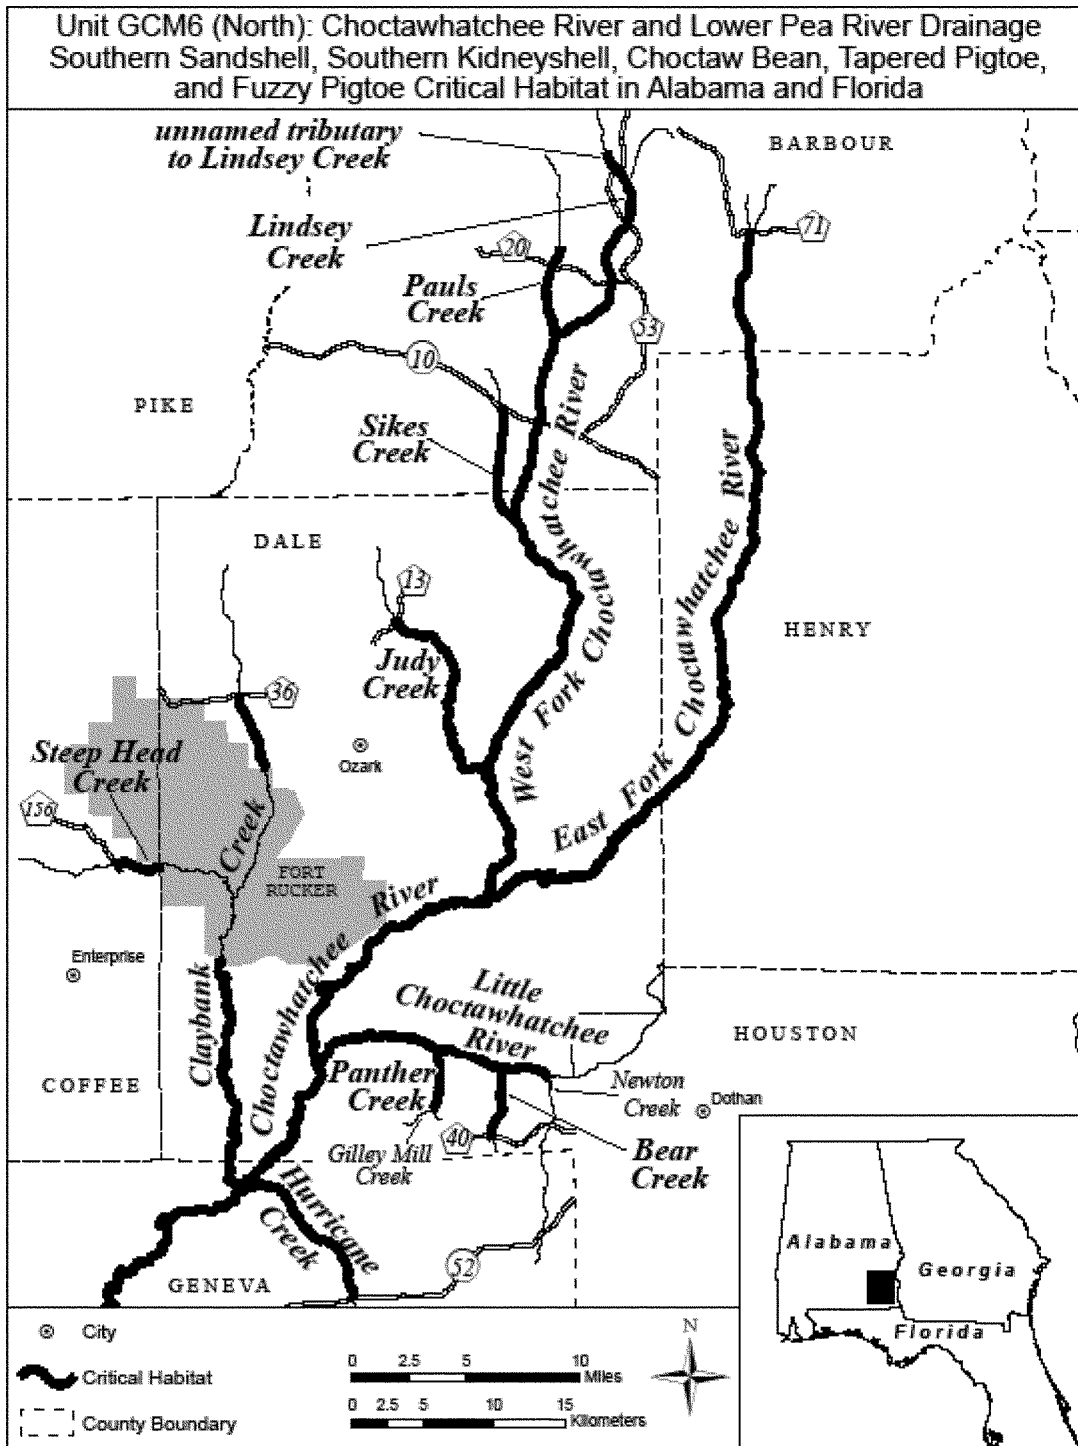 Unit GCM6 (North): Choctawhatchee River and Lower Pea River Drainage
Southern Sandshell, Southern Kidneyshell, Choctaw Bean, Tapered Pigtoe,
and Fuzzy Pigtoe Critical Habitat in Alabama and Florida
unnamed tributary
to Lindsey Creek
BARBOUR
Lindsey
Creek
71
20
Pauls
Creek
53
10
PIKE
Sikes
Creek
West Fork Choctawhatchee River
East Fork Choctawhatchee River
DALE
13
HENRY
Judy
Creek
36
Steep Head
Creek
Ozark
156
Claybank Creek
FORT
RUCKER
Choctawhatchee River
Enterprise
Little
Choctawhatchee
River
HOUSTON
COFFEE
Panther
Creek
Newton
Creek
Dothan
40
Gilley Mill
Creek
Bear
Creek
Hurricane
Creek
52
GENEVA
Alabama
Georgia
Florida
City
Critical Habitat
County Boundary
0 2.5 5 10
Miles
0 2.5 5 10 15
Kilometers
N